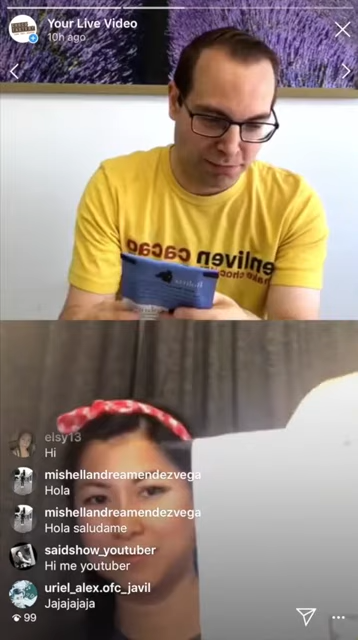 Your Live Video
10h ago
enliven cacao
elsy13
Hi
mishellandreamendezvega
Hola
mishellandreamendezvega
Hola saludame
saidshow_youtuber
Hi me youtuber
uriel_alex.ofc_javil
Jajajajaja
99